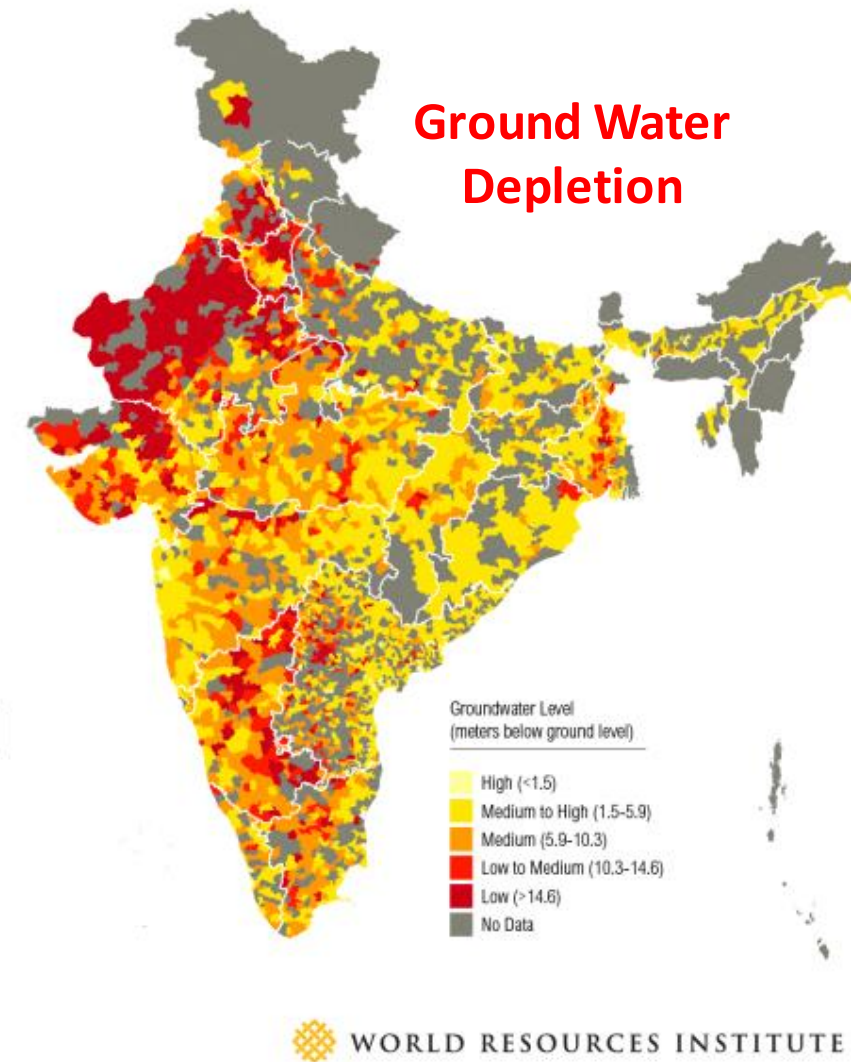 Ground Water
Depletion
Groundwater Level
(meters below ground level)
High (<1.5)
Medium to High (1.5-5.9)
Medium (5.9-10.3)
Low to Medium (10.3-14.6)
Low (>14.6)
No Data
WORLD RESOURCES INSTITUTE